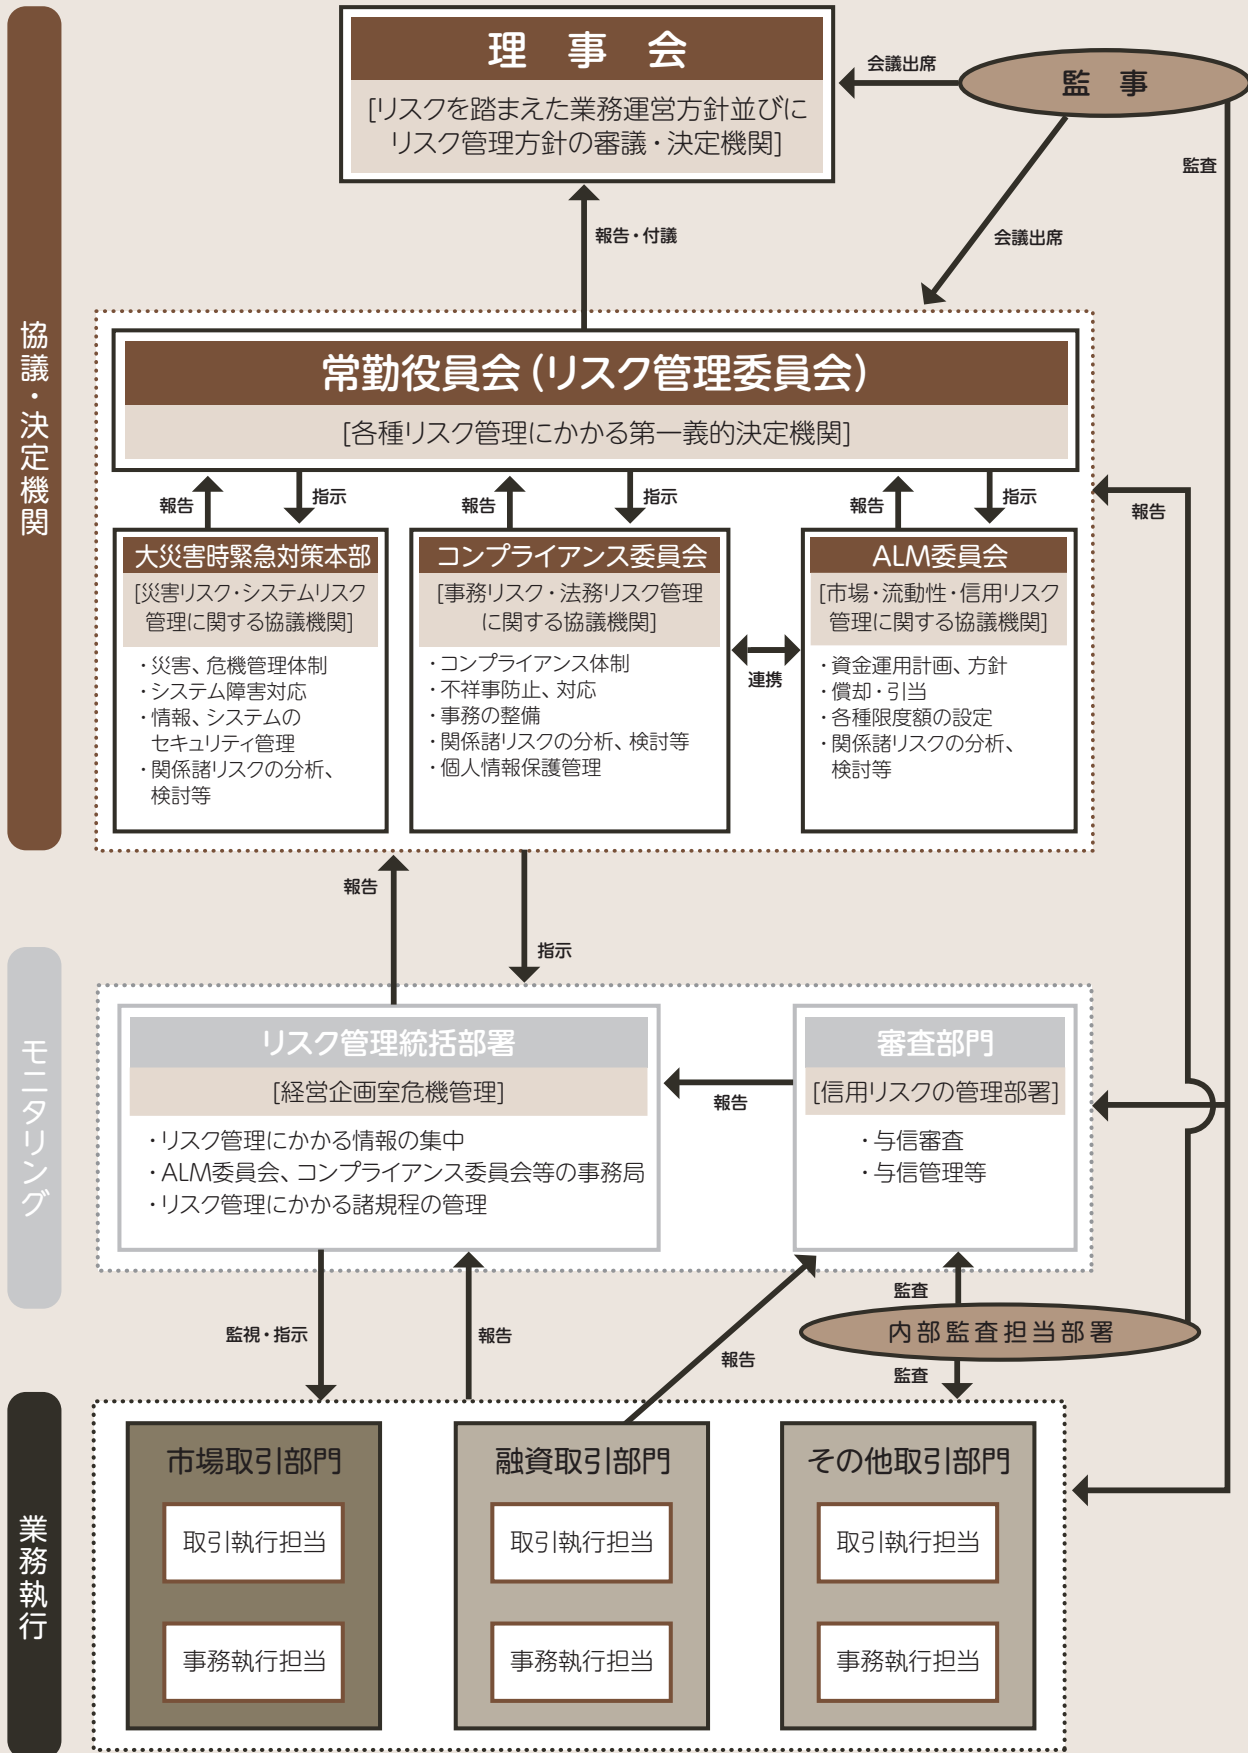 協議・決定機関
理事会
[リスクを踏まえた業務運営方針並びに
リスク管理方針の審議・決定機関]
会議出席
監事
監査
報告・付議
会議出席
常勤役員会(リスク管理委員会)
[各種リスク管理にかかる第一義的決定機関]
報告
指示
報告
指示
報告
指示
報告
大災害時緊急対策本部
[災害リスク・システムリスク
管理に関する協議機関]
・災害、危機管理体制
・システム障害対応
・情報、システムの
セキュリティ管理
・関係諸リスクの分析、
検討等
コンプライアンス委員会
[事務リスク・法務リスク管理
に関する協議機関]
・コンプライアンス体制
・不祥事防止、対応
・事務の整備
・関係諸リスクの分析、検討等
・個人情報保護管理
連携
ALM委員会
[市場・流動性・信用リスク
管理に関する協議機関]
・資金運用計画、方針
・償却・引当
・各種限度額の設定
・関係諸リスクの分析、
検討等
報告
指示
モニタリング
リスク管理統括部署
[経営企画室危機管理]
・リスク管理にかかる情報の集中
・ALM委員会、コンプライアンス委員会等の事務局
・リスク管理にかかる諸規程の管理
報告
審査部門
[信用リスクの管理部署]
・与信審査
・与信管理等
監視・指示
報告
報告
監査
内部監査担当部署
監査
業務執行
市場取引部門
取引執行担当
事務執行担当
融資取引部門
取引執行担当
事務執行担当
その他取引部門
取引執行担当
事務執行担当